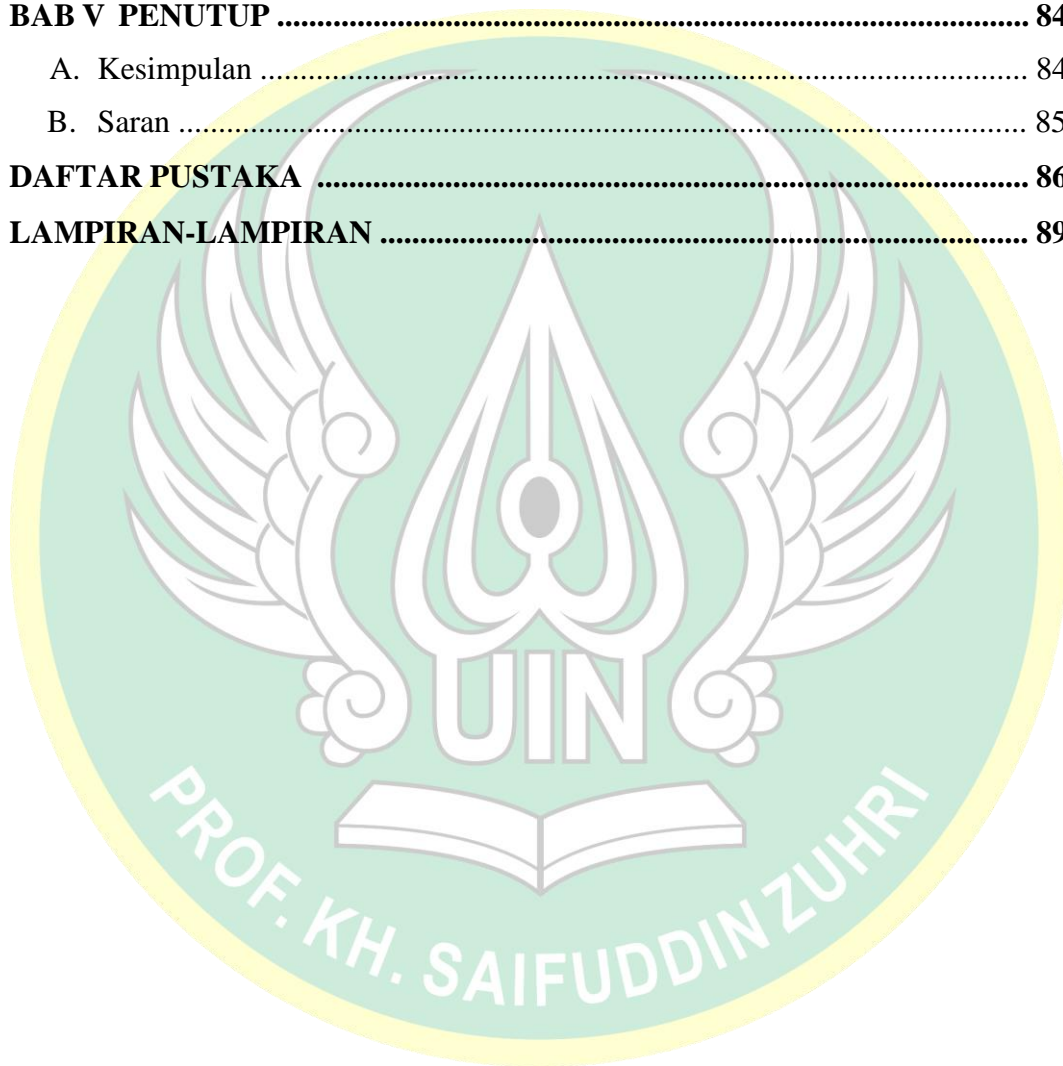 BAB V PENUTUP ........................................................................................... 84
A. Kesimpulan ................................................................................................. 84
B. Saran ........................................................................................................... 85
DAFTAR PUSTAKA ...................................................................................... 86
LAMPIRAN-LAMPIRAN ............................................................................... 89
UIN
PROF. KH. SAIFUDDIN ZUHRI